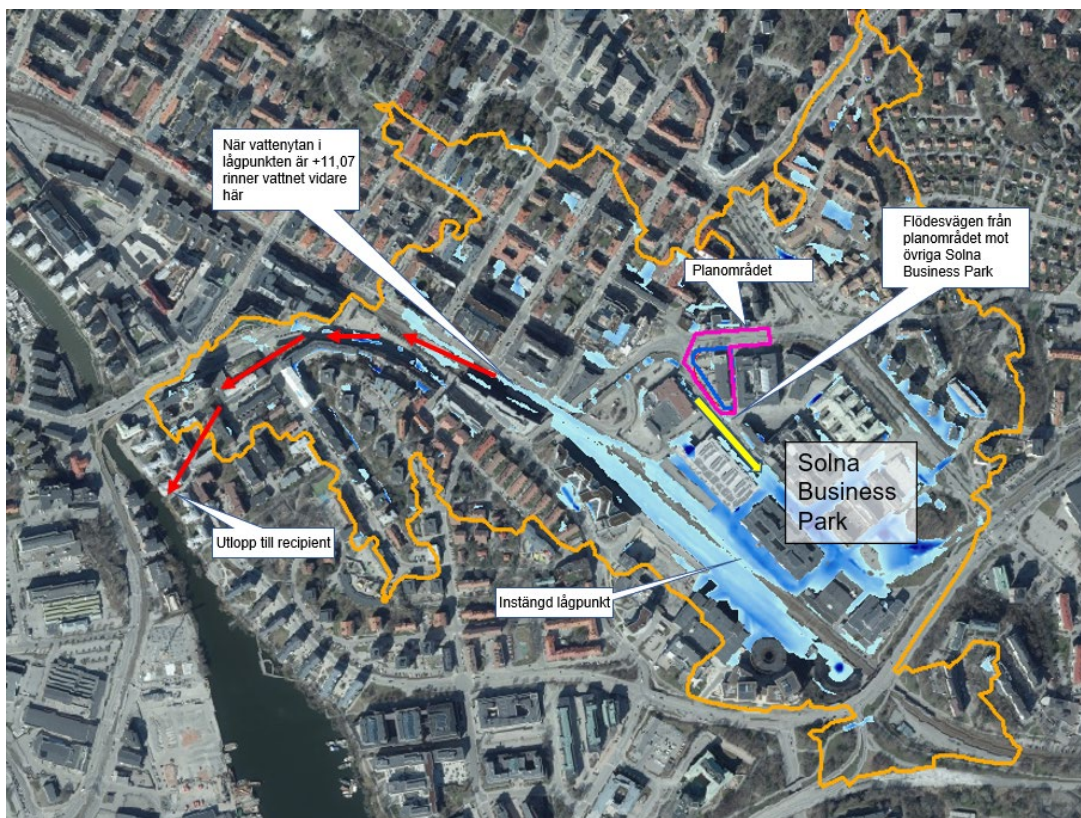 När vattenytan i
lågpunkten är +11,07
rinner vattnet vidare
här
Flödesvägen från
planområdet mot
övriga Solna
Business Park
Planområdet
Solna
Business
Park
Utlopp till recipient
Instängd lågpunkt